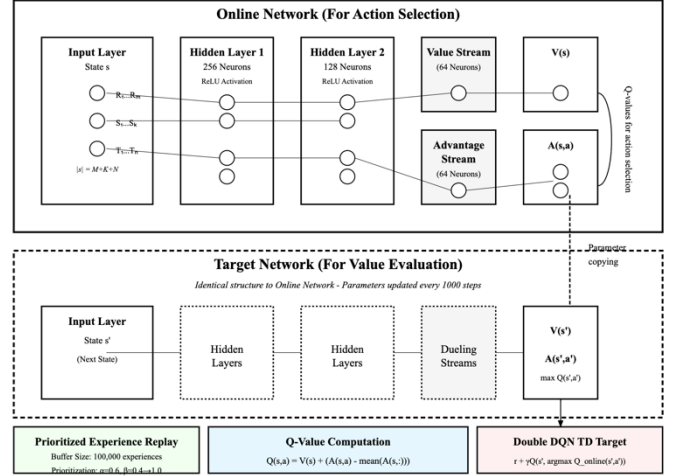 Online Network (For Action Selection)
Input Layer
State s
R₁...Rₘ
S₁...Sₖ
T₁...Tₙ
|s| = M+K+N
Hidden Layer 1
256 Neurons
ReLU Activation
Hidden Layer 2
128 Neurons
ReLU Activation
Value Stream
(64 Neurons)
Advantage
Stream
(64 Neurons)
V(s)
A(s,a)
Q-values for action selection
Parameter
copying
Target Network (For Value Evaluation)
Identical structure to Online Network - Parameters updated every 1000 steps
Input Layer
State s'
(Next State)
Hidden
Layers
Hidden
Layers
Dueling
Streams
V(s')
A(s',a')
max Q(s',a')
Prioritized Experience Replay
Buffer Size: 100,000 experiences
Prioritization: α=0.6, β=0.4→1.0
Q-Value Computation
Q(s,a) = V(s) + (A(s,a) - mean(A(s,:)))
Double DQN TD Target
r + γQ(s', argmax Q_online(s',a'))